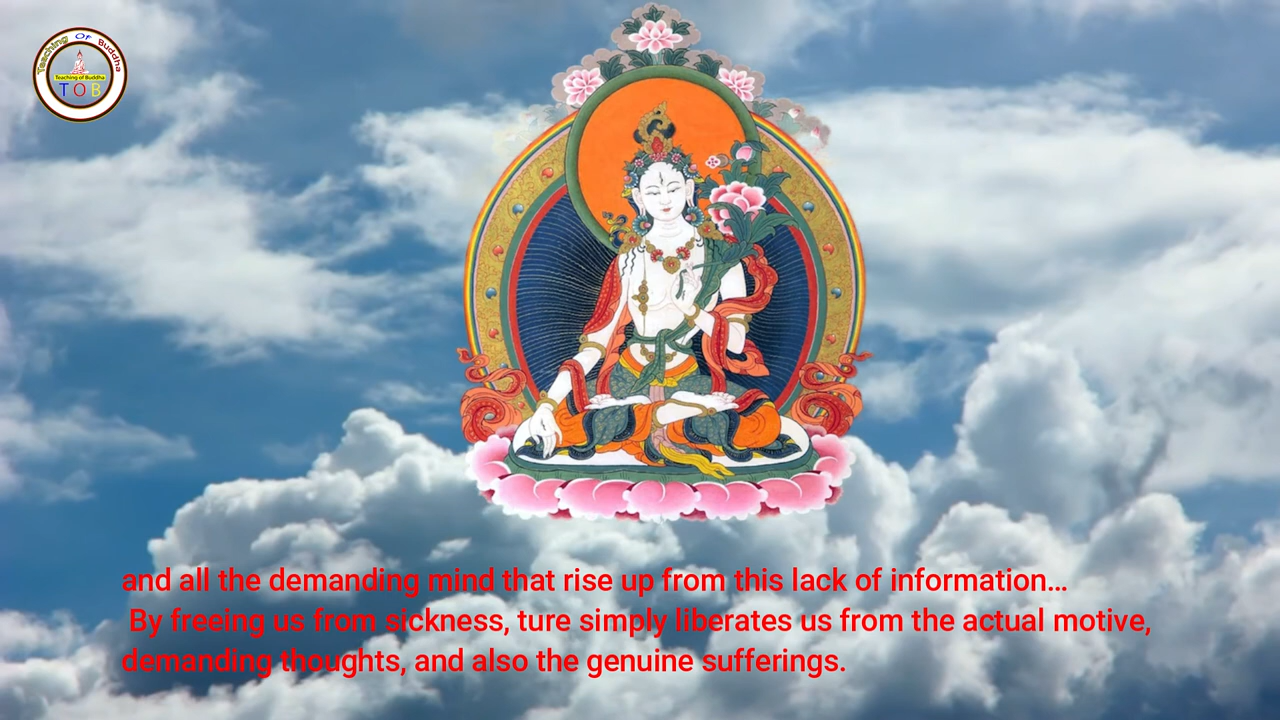 Teaching Of Buddha
Teaching of Buddha
TOB
and all the demanding mind that rise up from this lack of information...
By freeing us from sickness, ture simply liberates us from the actual motive,
demanding thoughts, and also the genuine sufferings.